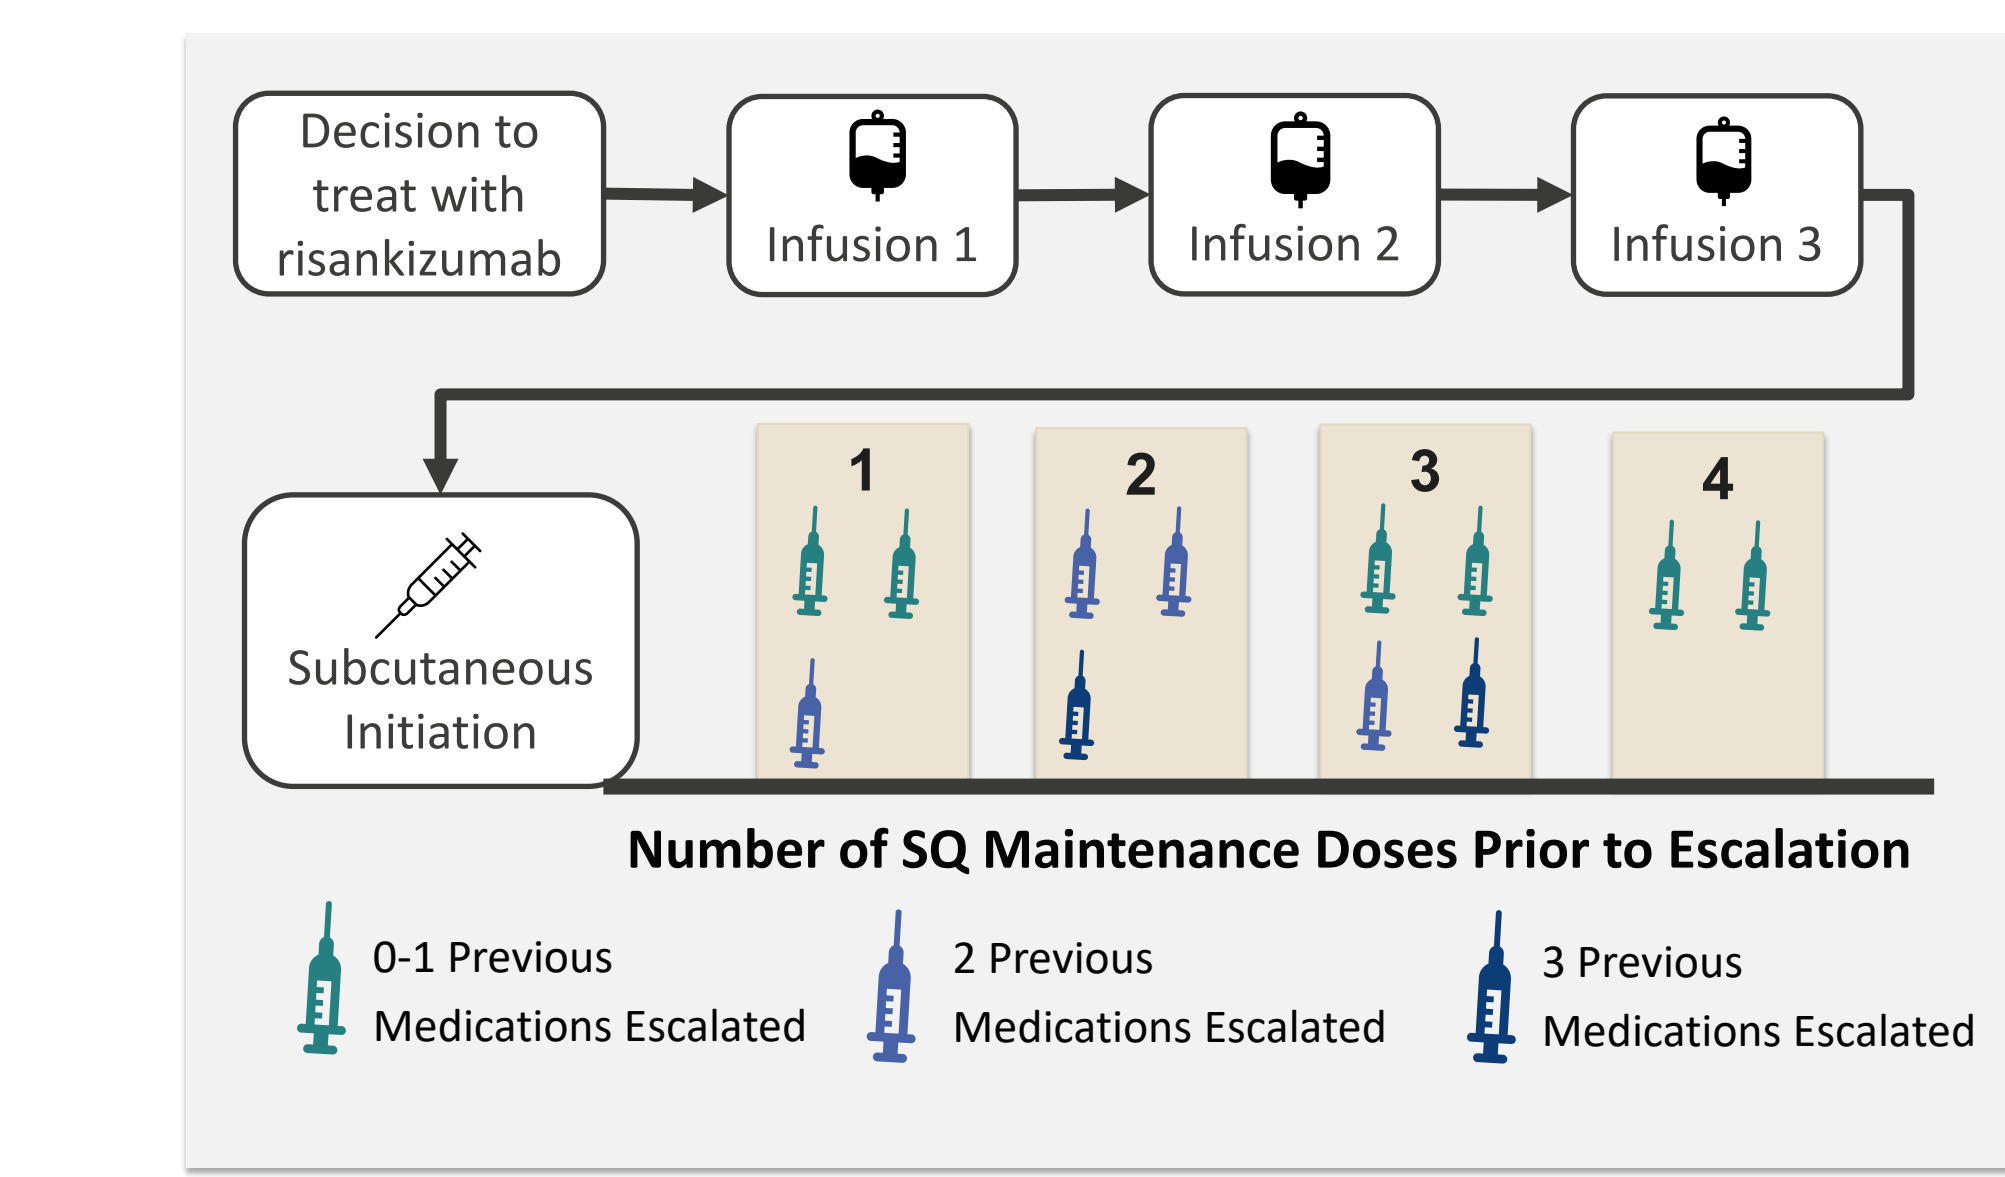 Decision to
treat with
risankizumab
Infusion 1
Infusion 2
Infusion 3
Subcutaneous
Initiation
1
2
3
4
Number of SQ Maintenance Doses Prior to Escalation
0-1 Previous
Medications Escalated
2 Previous
Medications Escalated
3 Previous
Medications Escalated